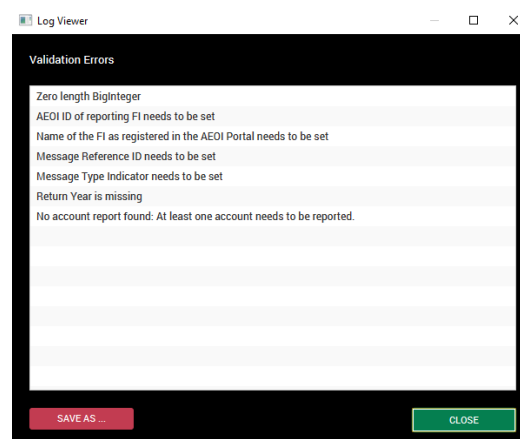 Log Viewer
Validation Errors
Zero length BigInteger
AEOI ID of reporting FI needs to be set
Name of the FI as registered in the AEOI Portal needs to be set
Message Reference ID needs to be set
Message Type Indicator needs to be set
Return Year is missing
No account report found: At least one account needs to be reported.
SAVE AS ...
CLOSE